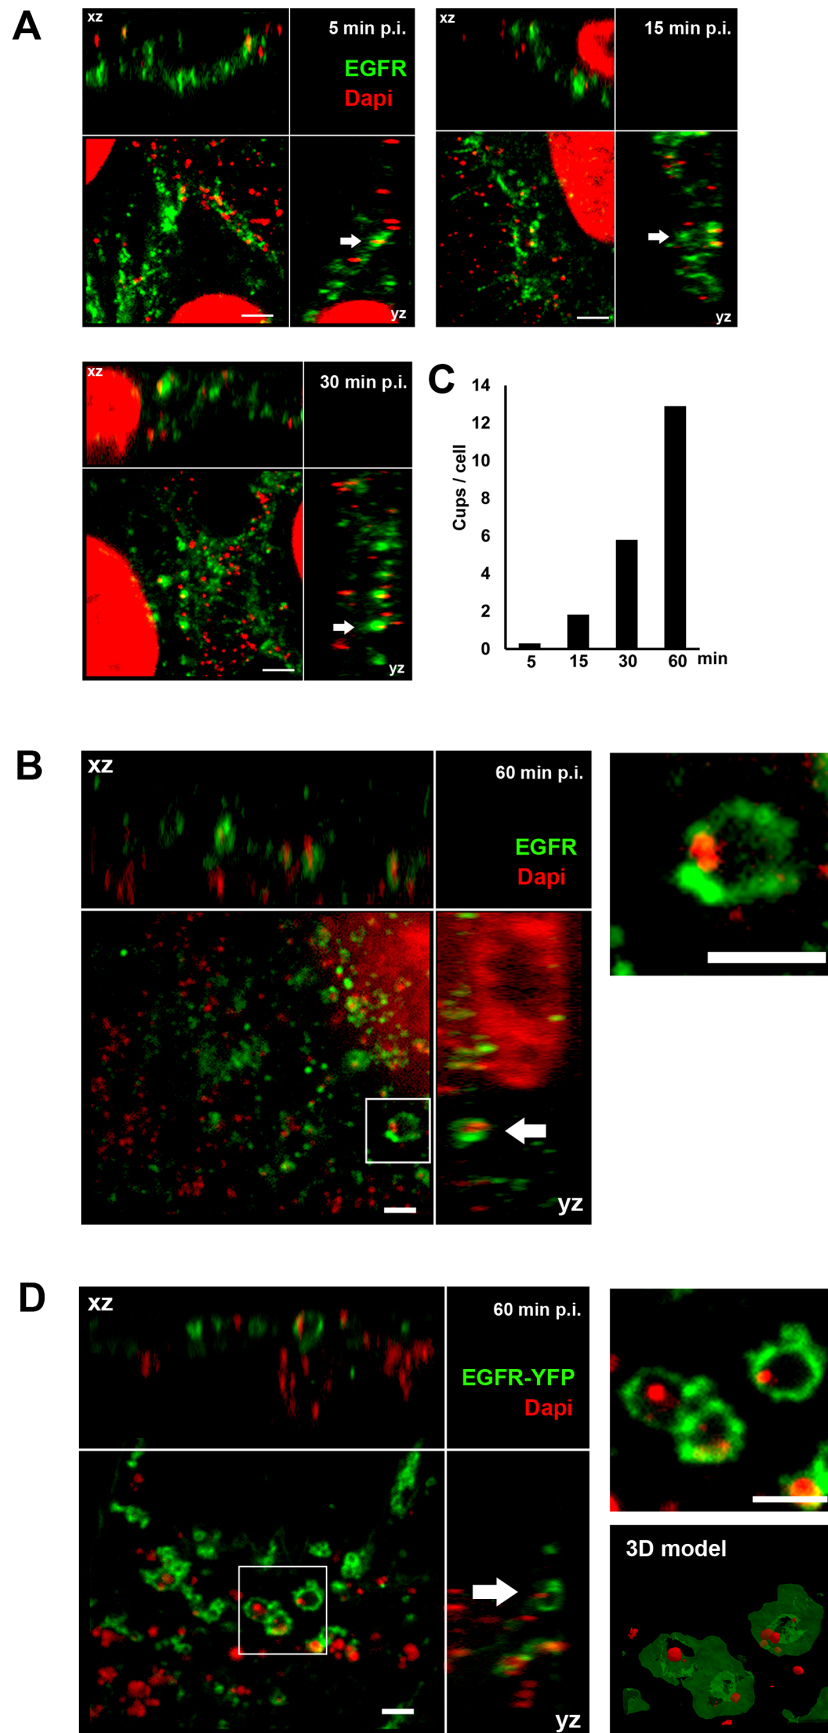 A
xz
5 min p.i.
EGFR
Dapi
yz
xz
15 min p.i.
yz
xz
30 min p.i.
yz
C
14
12
10
8
6
4
2
0
Cups / cell
5 15 30 60 min
B
xz
60 min p.i.
EGFR
Dapi
yz
D
xz
60 min p.i.
EGFR-YFP
Dapi
yz
3D model